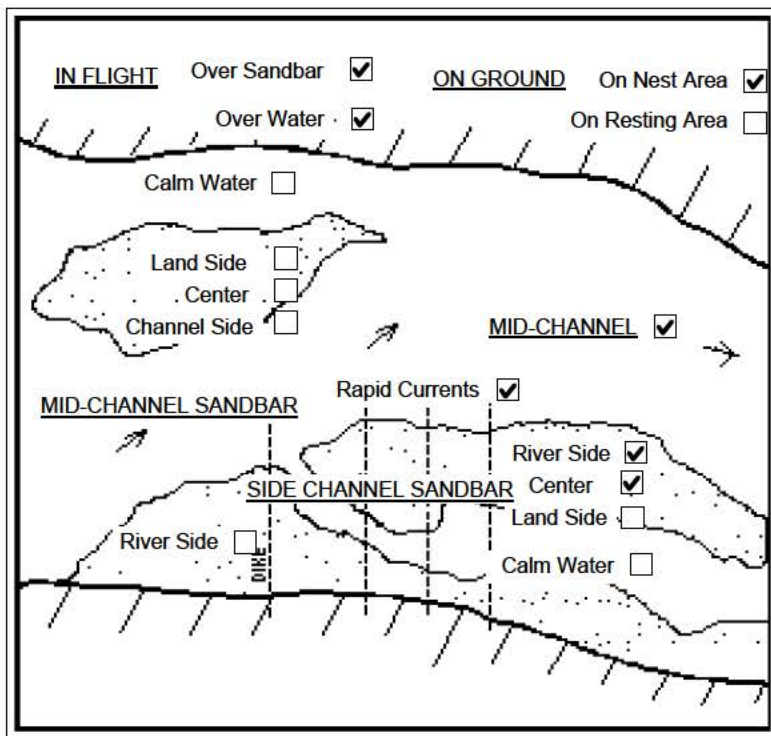 IN FLIGHT Over Sandbar ON GROUND On Nest Area
Over Water On Resting Area
Calm Water
Land Side
Center
Channel Side MID-CHANNEL
Rapid Currents
MID-CHANNEL SANDBAR
River Side
SIDE CHANNEL SANDBAR Center
Land Side
River Side
DIKE
Calm Water